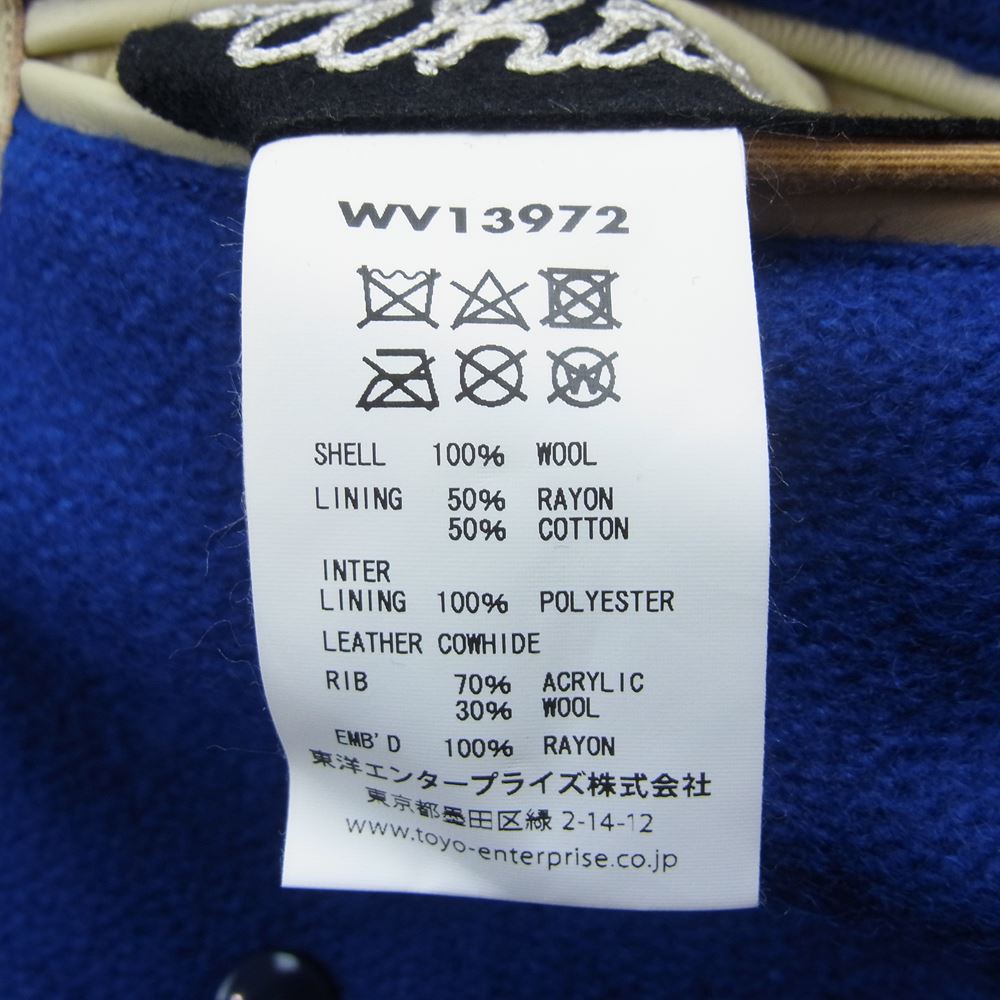 Whi
WV13972
W
SHELL 100% WOOL
LINING 50% RAYON
50% COTTON
INTER
LINING 100% POLYESTER
LEATHER COWHIDE
RIB 70% ACRYLIC
30% WOOL
EMB'D 100% RAYON
東洋エンタープライズ株式会社
東京都墨田区緑 2-14-12
www.toyo-enterprise.co.jp